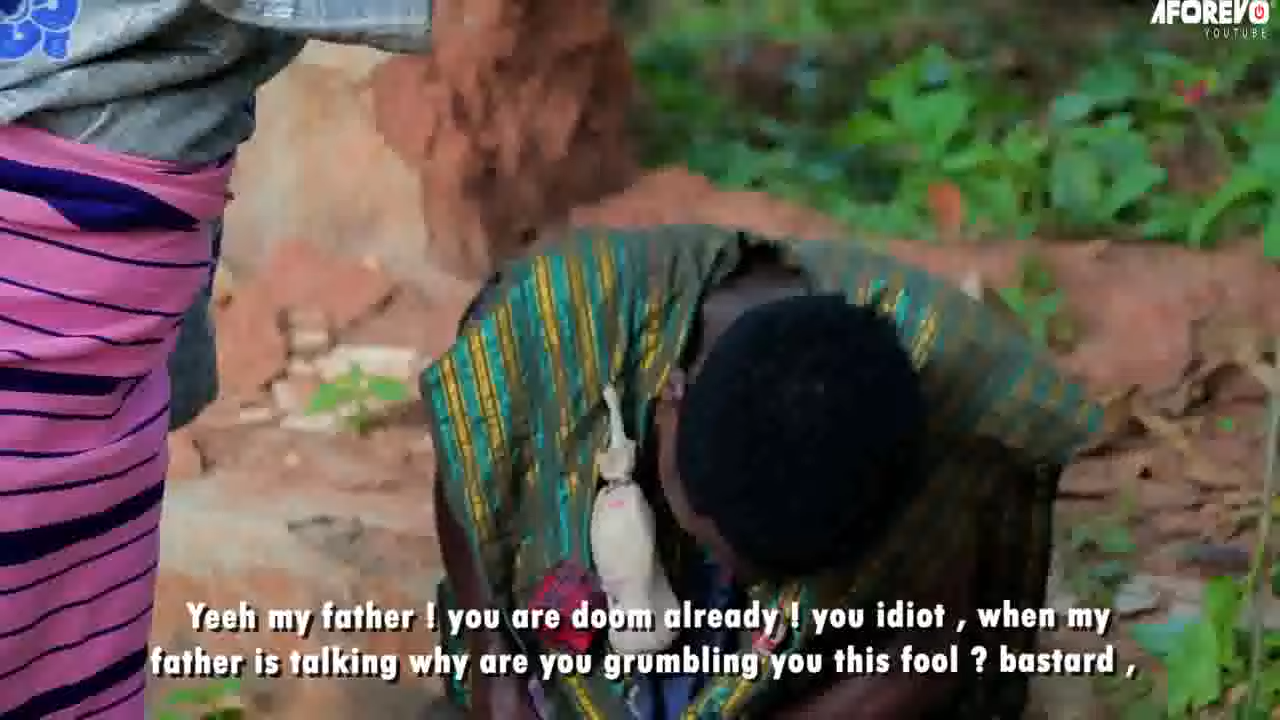 AFOREVO
YOUTUBE
Yeeh my father ! you are doom already ! you idiot , when my
father is talking why are you grumbling you this fool ? bastard ,